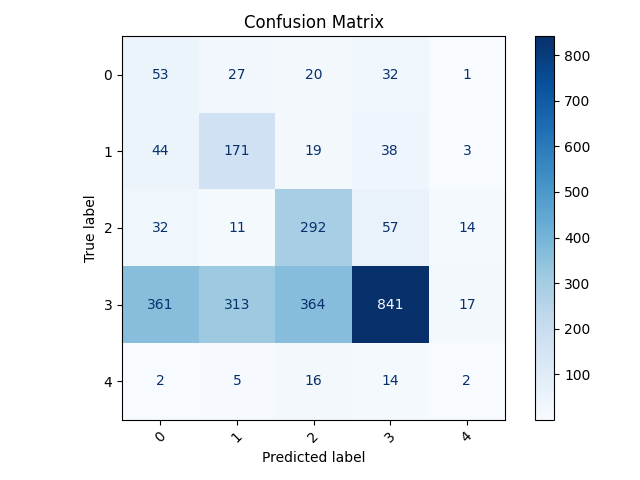 Confusion Matrix
0 53 27 20 32 1
1 44 171 19 38 3
2 32 11 292 57 14
3 361 313 364 841 17
4 2 5 16 14 2
0 1 2 3 4
True label
Predicted label
800
700
600
500
400
300
200
100